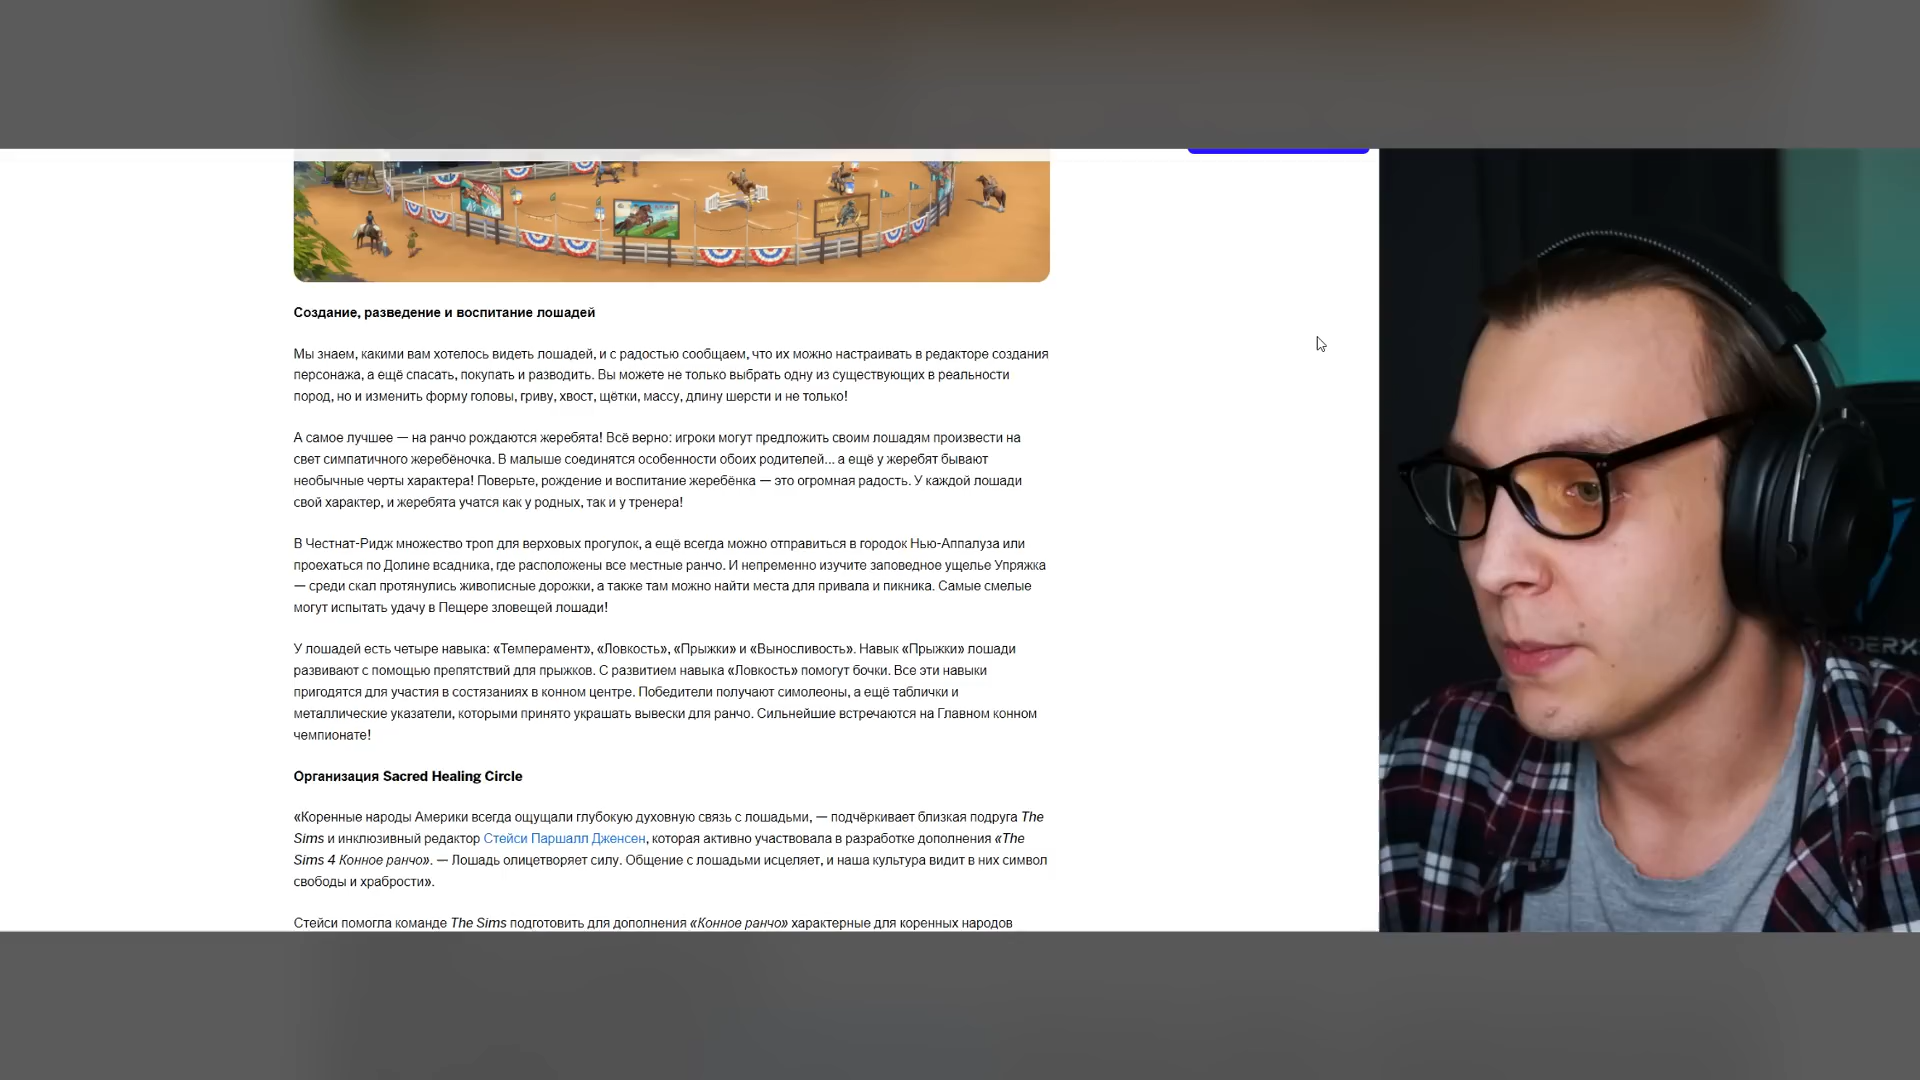 Создание, разведение и воспитание лошадей
Мы знаем, какими вам хотелось видеть лошадей, и с радостью сообщаем, что их можно настраивать в редакторе создания
персонажа, а ещё спасать, покупать и разводить. Вы можете не только выбрать одну из существующих в реальности
пород, но и изменить форму головы, гриву, хвост, щётки, массу, длину шерсти и не только!
А самое лучшее — на ранчо рождаются жеребята! Всё верно: игроки могут предложить своим лошадям произвести на
свет симпатичного жеребёночка. В малыше соединятся особенности обоих родителей... а ещё у жеребят бывают
необычные черты характера! Поверьте, рождение и воспитание жеребёнка — это огромная радость. У каждой лошади
свой характер, и жеребята учатся как у родных, так и у тренера!
В Честнат-Ридж множество троп для верховых прогулок, а ещё всегда можно отправиться в городок Нью-Аппалуза или
проехаться по Долине всадника, где расположены все местные ранчо. И непременно изучите заповедное ущелье Упряжка
— среди скал протянулись живописные дорожки, а также там можно найти места для привала и пикника. Самые смелые
могут испытать удачу в Пещере зловещей лошади!
У лошадей есть четыре навыка: «Темперамент», «Ловкость», «Прыжки» и «Выносливость». Навык «Прыжки» лошади
развивают с помощью препятствий для прыжков. С развитием навыка «Ловкость» помогут бочки. Все эти навыки
пригодятся для участия в состязаниях в конном центре. Победители получают симолеоны, а ещё таблички и
металлические указатели, которыми принято украшать вывески для ранчо. Сильнейшие встречаются на Главном конном
чемпионате!
Организация Sacred Healing Circle
«Коренные народы Америки всегда ощущали глубокую духовную связь с лошадьми, — подчёркивает близкая подруга The
Sims и инклюзивный редактор Стейси Паршалл Дженсен, которая активно участвовала в разработке дополнения «The
Sims 4 Конное ранчо». — Лошадь олицетворяет силу. Общение с лошадьми исцеляет, и наша культура видит в них символ
свободы и храбрости».
Стейси помогла команде The Sims подготовить для дополнения «Конное ранчо» характерные для коренных народов